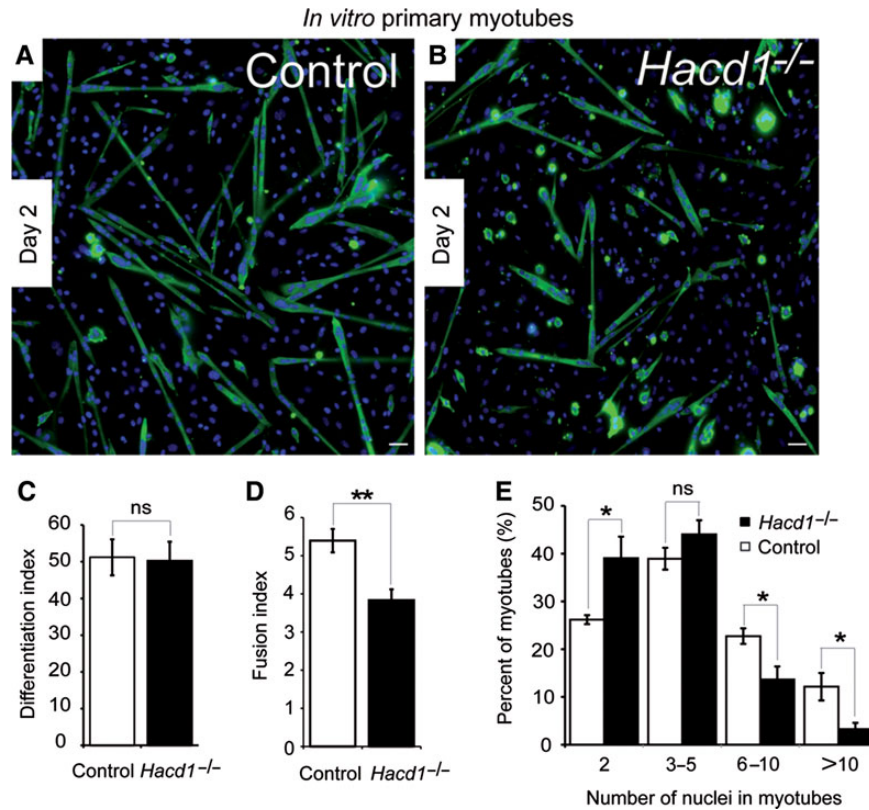 In vitro primary myotubes
A
Control
Day 2
B
Hacd1⁻/⁻
Day 2
C
Differentiation index
60
50
40
30
20
10
0
ns
Control Hacd1⁻/⁻
D
Fusion index
6
5
4
3
2
1
0
**
Control Hacd1⁻/⁻
E
Percent of myotubes (%)
50
40
30
20
10
0
*
ns
*
*
Hacd1⁻/⁻
Control
2 3–5 6–10 >10
Number of nuclei in myotubes